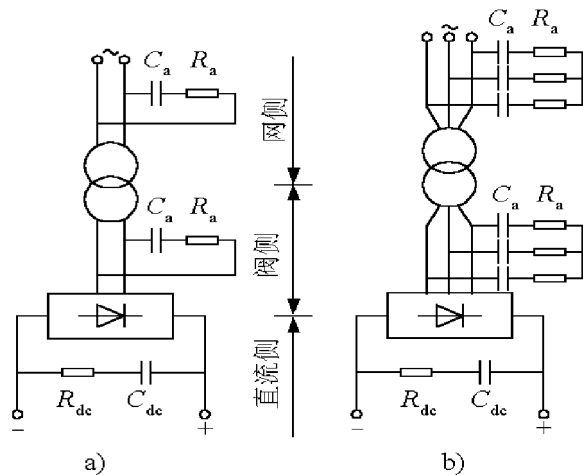 ~
C_a R_a
网侧
C_a R_a
阀侧
直流侧
R_dc C_dc
- +
a)
~
C_a R_a
C_a R_a
R_dc C_dc
- +
b)